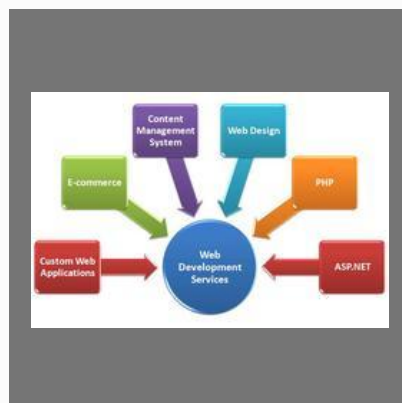 Content
Management
System
Web Design
E-commerce
PHP
Custom Web
Applications
Web
Development
Services
ASP.NET